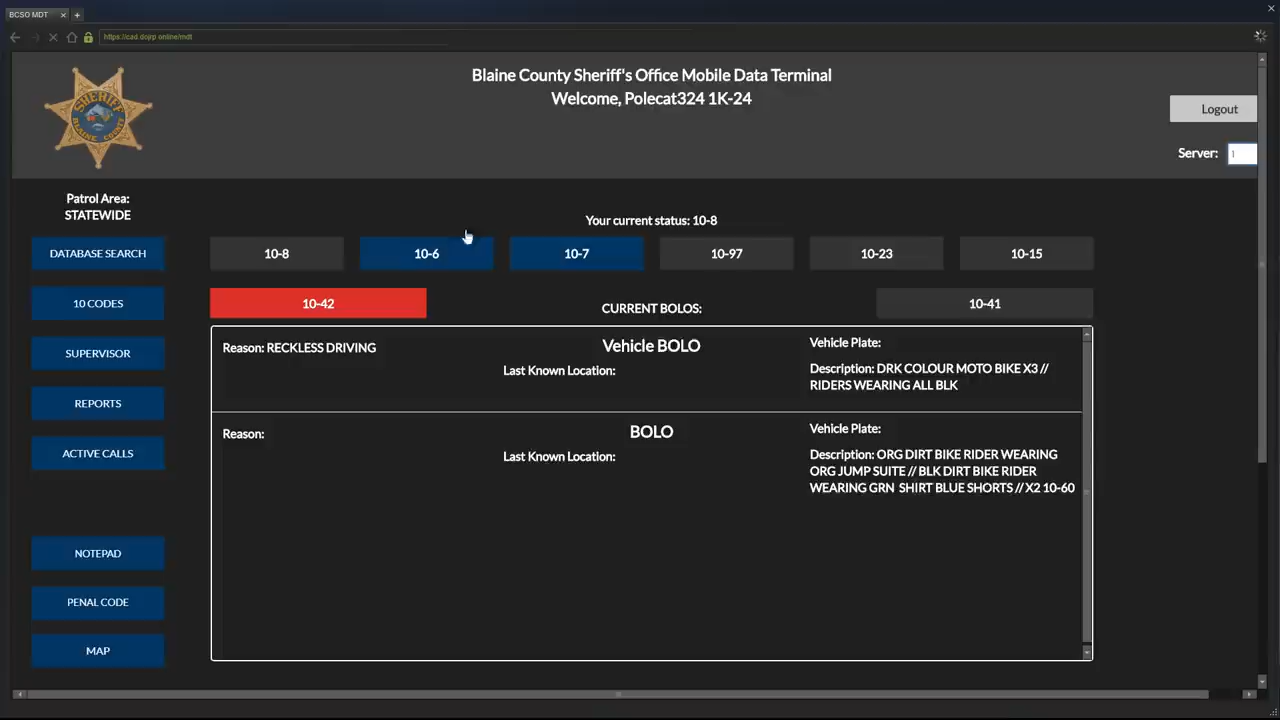 BCSO MDT
https://cad.dojrp.online/mdt
Blaine County Sheriff's Office Mobile Data Terminal
Welcome, Polecat324 1K-24
SHERIFF
BLAINE COUNTY
Logout
Server: 1
Patrol Area:
STATEWIDE
Your current status: 10-8
DATABASE SEARCH
10-8
10-6
10-7
10-97
10-23
10-15
10 CODES
10-42
CURRENT BOLOS:
10-41
SUPERVISOR
REPORTS
ACTIVE CALLS
NOTEPAD
PENAL CODE
MAP
Reason: RECKLESS DRIVING
Vehicle BOLO
Last Known Location:
Vehicle Plate:
Description: DRK COLOUR MOTO BIKE X3 //
RIDERS WEARING ALL BLK
Reason:
BOLO
Last Known Location:
Vehicle Plate:
Description: ORG DIRT BIKE RIDER WEARING
ORG JUMP SUITE // BLK DIRT BIKE RIDER
WEARING GRN SHIRT BLUE SHORTS // X2 10-60